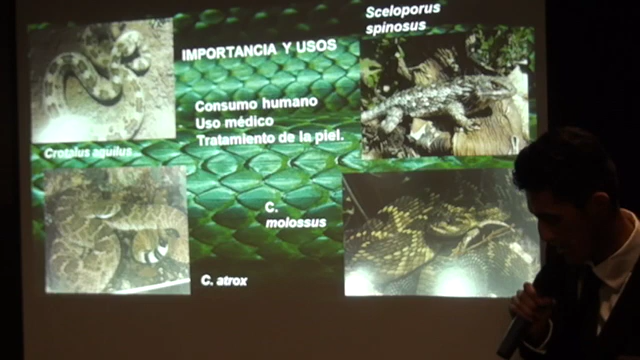 Sceloporus
spinosus
IMPORTANCIA Y USOS
Consumo humano
Uso médico
Tratamiento de la piel.
Crotalus aquilus
C.
molossus
C. atrox